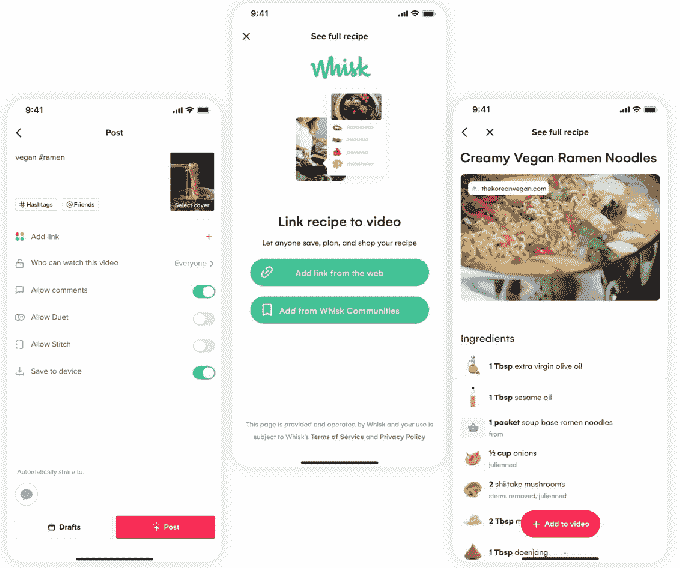 9:41
Post
vegan #ramen
Select cover
# Hashtags
@ Friends
Add link
Who can watch this video
Everyone
Allow comments
Allow Duet
Allow Stitch
Save to device
Automatically share to:
Drafts
Post
9:41
See full recipe
Whisk
Link recipe to video
Let anyone save, plan, and shop your recipe
Add link from the web
Add from Whisk Communities
This page is provided and operated by Whisk and your use is
subject to Whisk's Terms of Service and Privacy Policy
9:41
See full recipe
Creamy Vegan Ramen Noodles
thekoreanvegan.com
Ingredients
1 Tbsp extra virgin olive oil
1 Tbsp sesame oil
1 packet soup base ramen noodles
from
½ cup onions
julienned
2 shiitake mushrooms
stems removed, julienned
2 Tbsp
+ Add to video
1 Tbsp doenjang